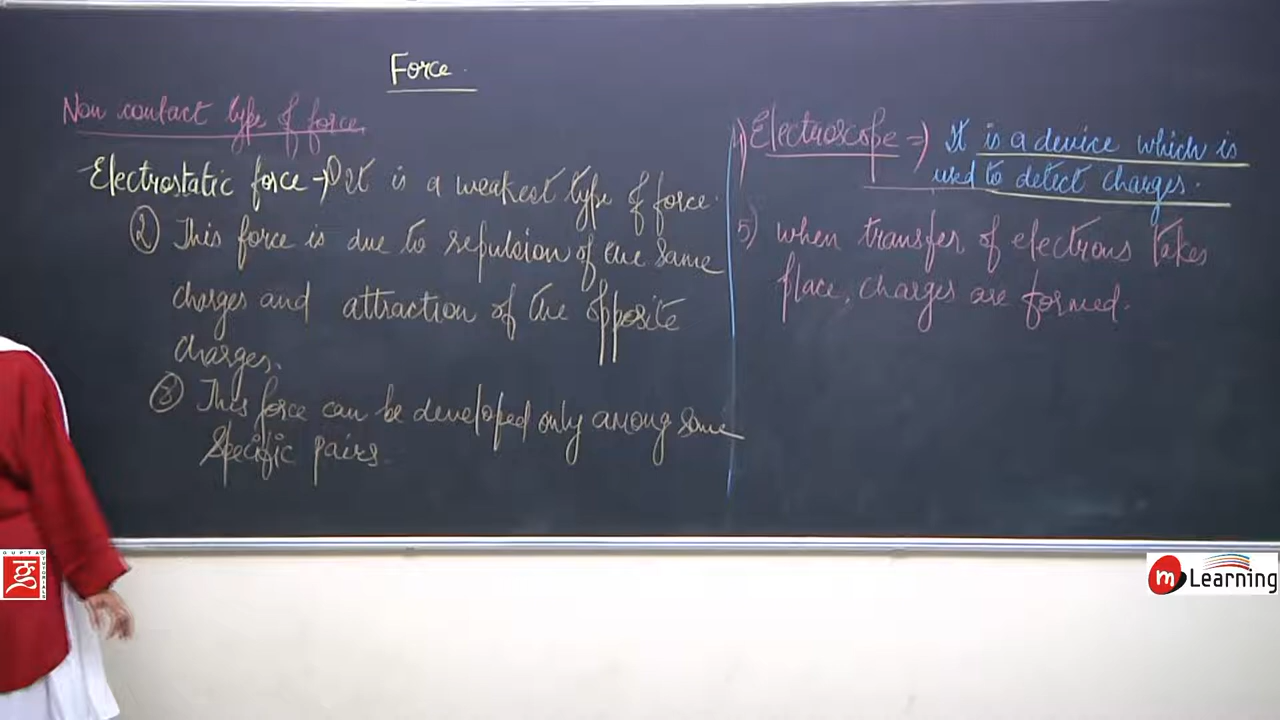 Force.
Non contact type of force.
Electrostatic force → ① It is a weakest type of force.
② This force is due to repulsion of the same
charges and attraction of the opposite
charges.
③ This force can be developed only among some
specific pairs.
4) Electroscope ⇒) It is a device which is
used to detect charges.
5) when transfer of electrons takes
place, charges are formed.
GUPTA
TUTORIALS
m Learning